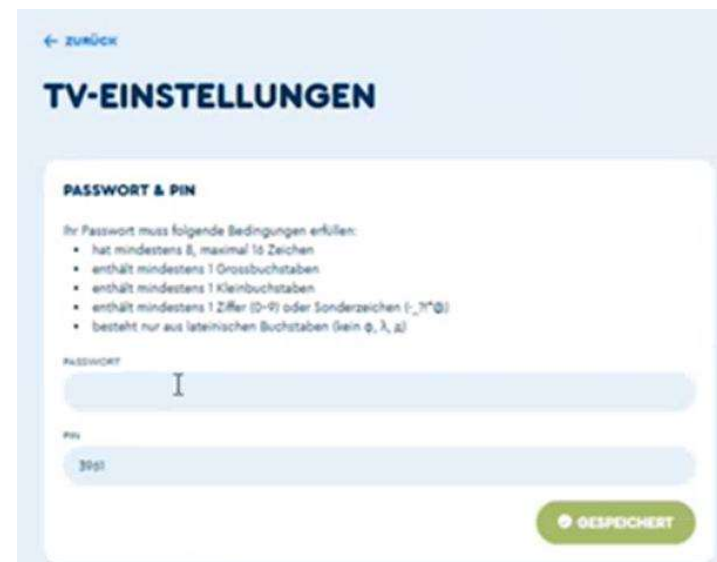 ← ZURÜCK
TV-EINSTELLUNGEN
PASSWORT & PIN
Ihr Passwort muss folgende Bedingungen erfüllen:
• hat mindestens 8, maximal 16 Zeichen
• enthält mindestens 1 Grossbuchstaben
• enthält mindestens 1 Kleinbuchstaben
• enthält mindestens 1 Ziffer (0-9) oder Sonderzeichen
• besteht nur aus lateinischen Buchstaben (kein φ, λ, д)
PASSWORT
PIN
3961
GESPEICHERT